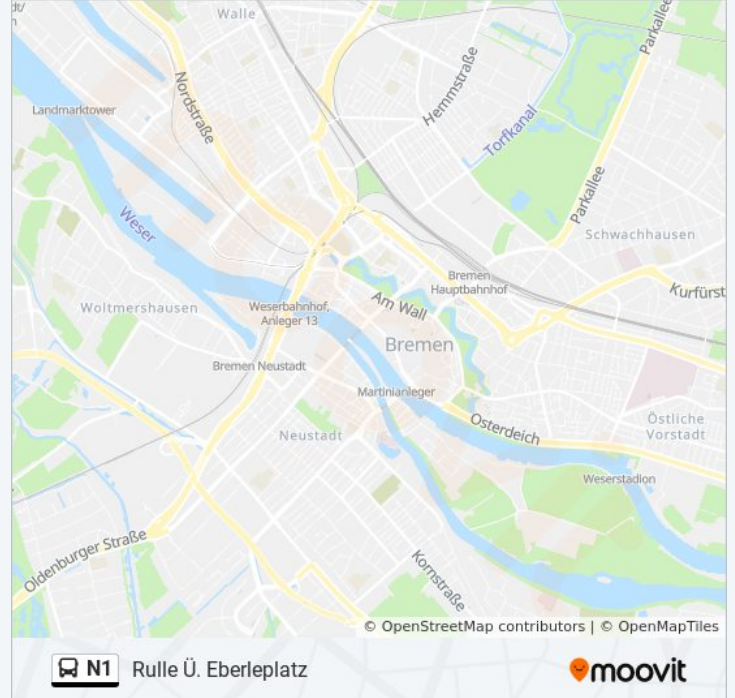 dt/
Walle
Parkallee
Hemmstraße
Nordstraße
Landmarktower
Torfkanal
Parkallee
Weser
Schwachhausen
Bremen
Hauptbahnhof
Kurfürst
Woltmershausen
Weserbahnhof,
Anleger 13
Am Wall
Bremen
Bremen Neustadt
Martinianleger
Osterdeich
Östliche
Vorstadt
Neustadt
Weserstadion
Oldenburger Straße
Kornstraße
© OpenStreetMap contributors | © OpenMapTiles
N1 Rulle Ü. Eberleplatz
moovit